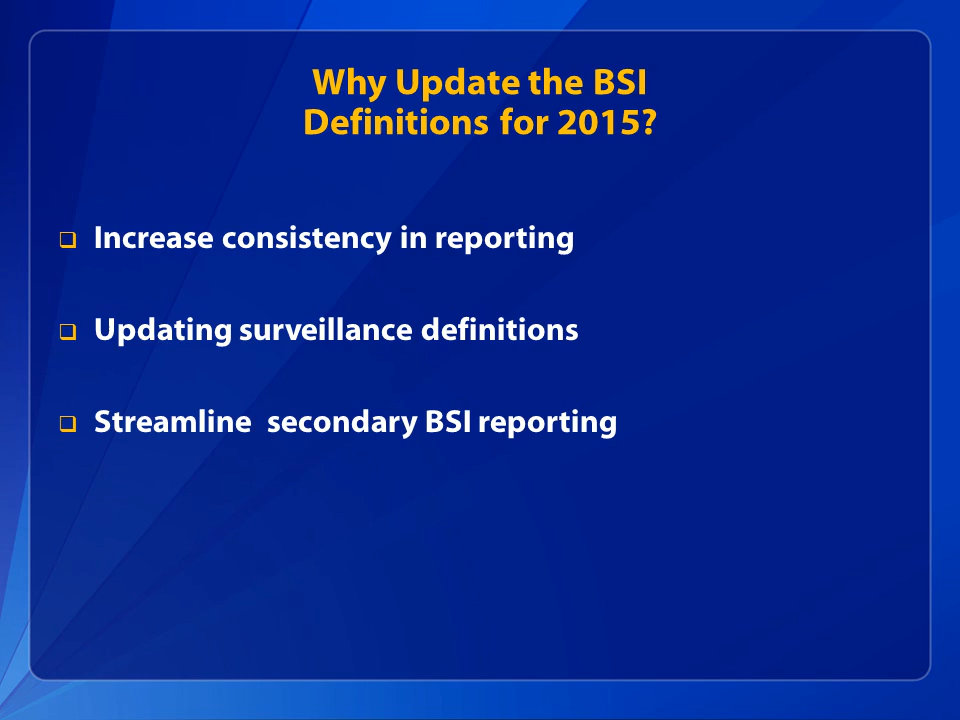 Why Update the BSI
Definitions for 2015?
Increase consistency in reporting
Updating surveillance definitions
Streamline  secondary BSI reporting